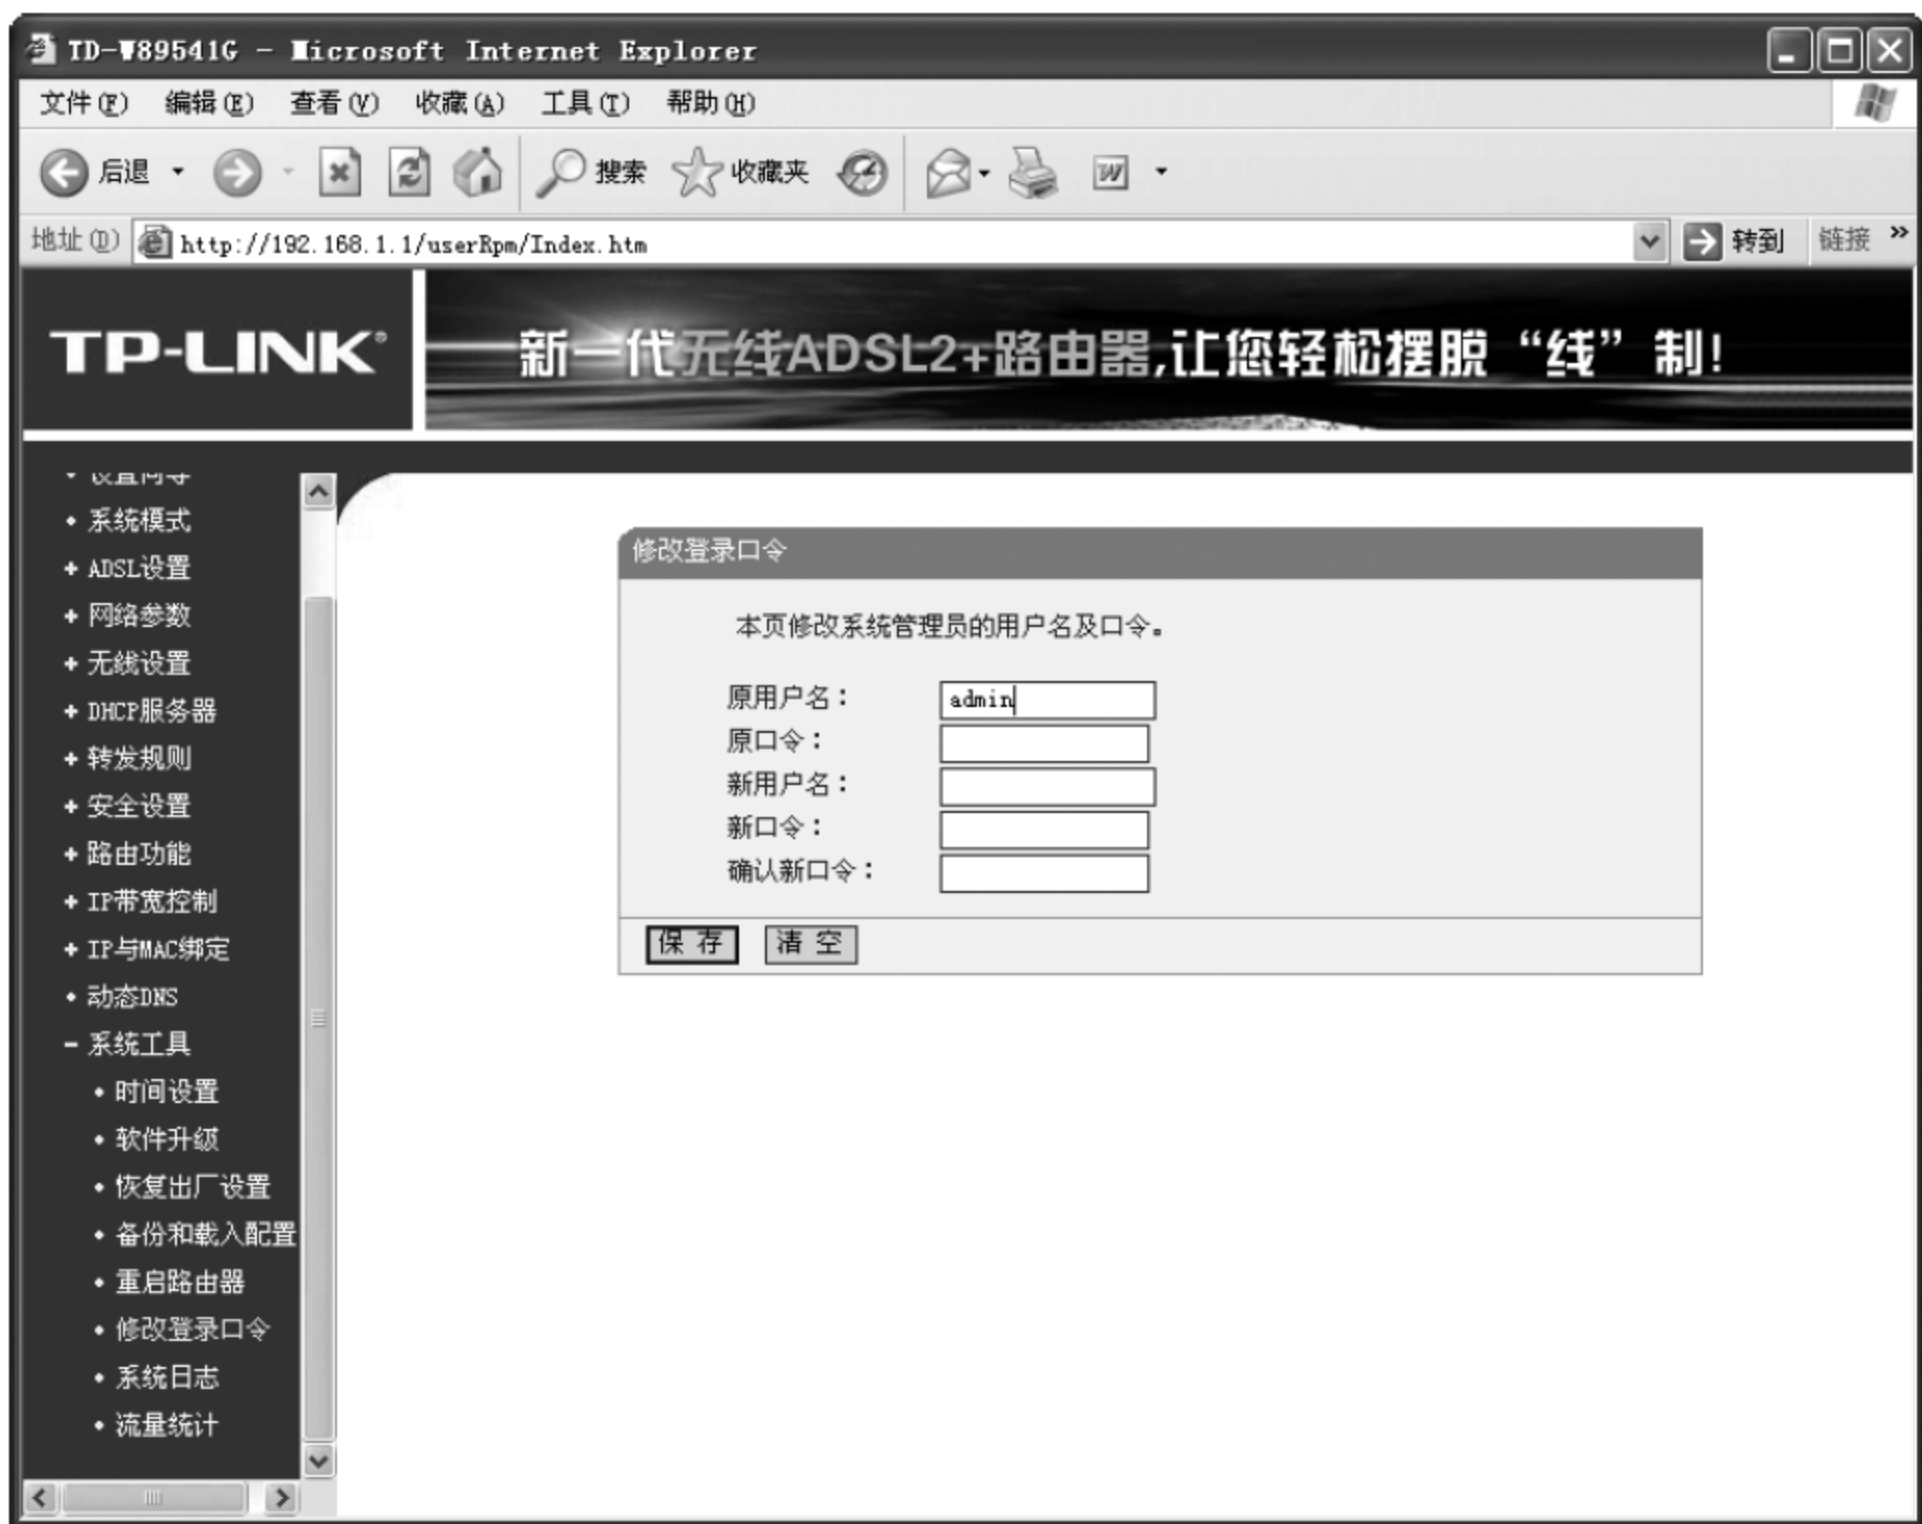 TD-W89541G - Microsoft Internet Explorer
文件(F) 编辑(E) 查看(V) 收藏(A) 工具(T) 帮助(H)
后退 搜索 收藏夹
地址(D) http://192.168.1.1/userRpm/Index.htm 转到 链接 »
TP-LINK® 新一代无线ADSL2+路由器,让您轻松摆脱“线”制!
设置向导
• 系统模式
+ ADSL设置
+ 网络参数
+ 无线设置
+ DHCP服务器
+ 转发规则
+ 安全设置
+ 路由功能
+ IP带宽控制
+ IP与MAC绑定
• 动态DNS
- 系统工具
• 时间设置
• 软件升级
• 恢复出厂设置
• 备份和载入配置
• 重启路由器
• 修改登录口令
• 系统日志
• 流量统计
修改登录口令
本页修改系统管理员的用户名及口令。
原用户名： admin
原口令：
新用户名：
新口令：
确认新口令：
保 存 清 空